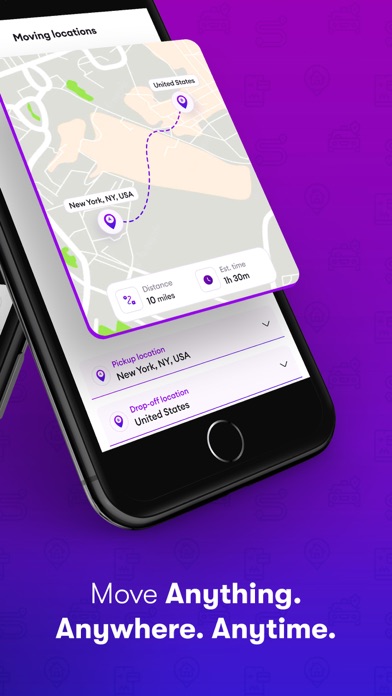 Moving locations
United States
New York, NY, USA
Distance
10 miles
Est. time
1h 30m
Pickup location
New York, NY, USA
Drop-off location
United States
Move Anything.
Anywhere. Anytime.